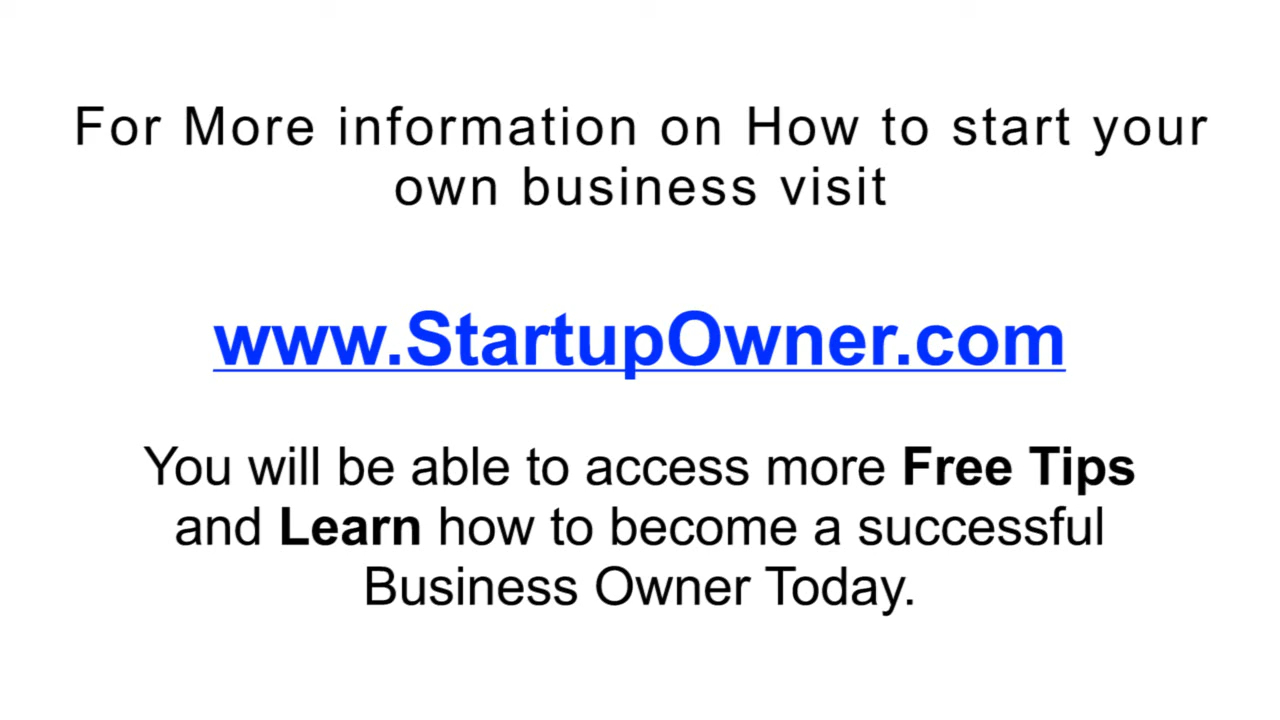 For More information on How to start your
own business visit
www.StartupOwner.com
You will be able to access more Free Tips
and Learn how to become a successful
Business Owner Today.